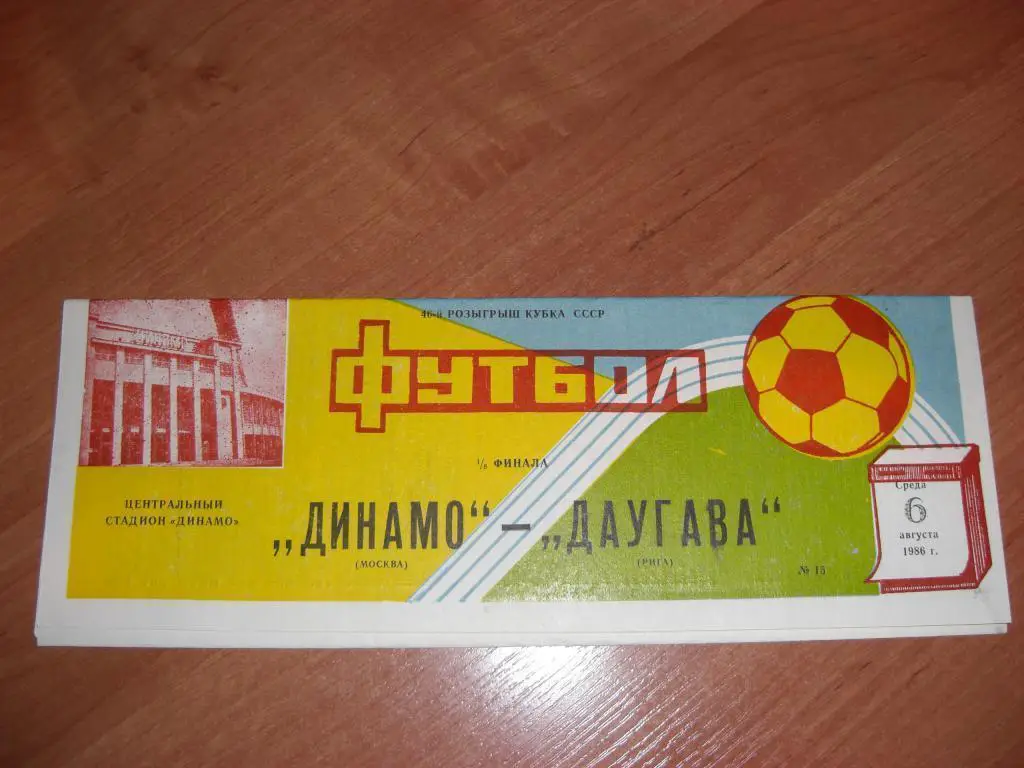 46-й РОЗЫГРЫШ КУБКА СССР
ФУТБОЛ
1/8 ФИНАЛА
ЦЕНТРАЛЬНЫЙ
СТАДИОН «ДИНАМО»
„ДИНАМО“ — „ДАУГАВА“
(МОСКВА) (РИГА)
№ 15
Среда
6
августа
1986 г.